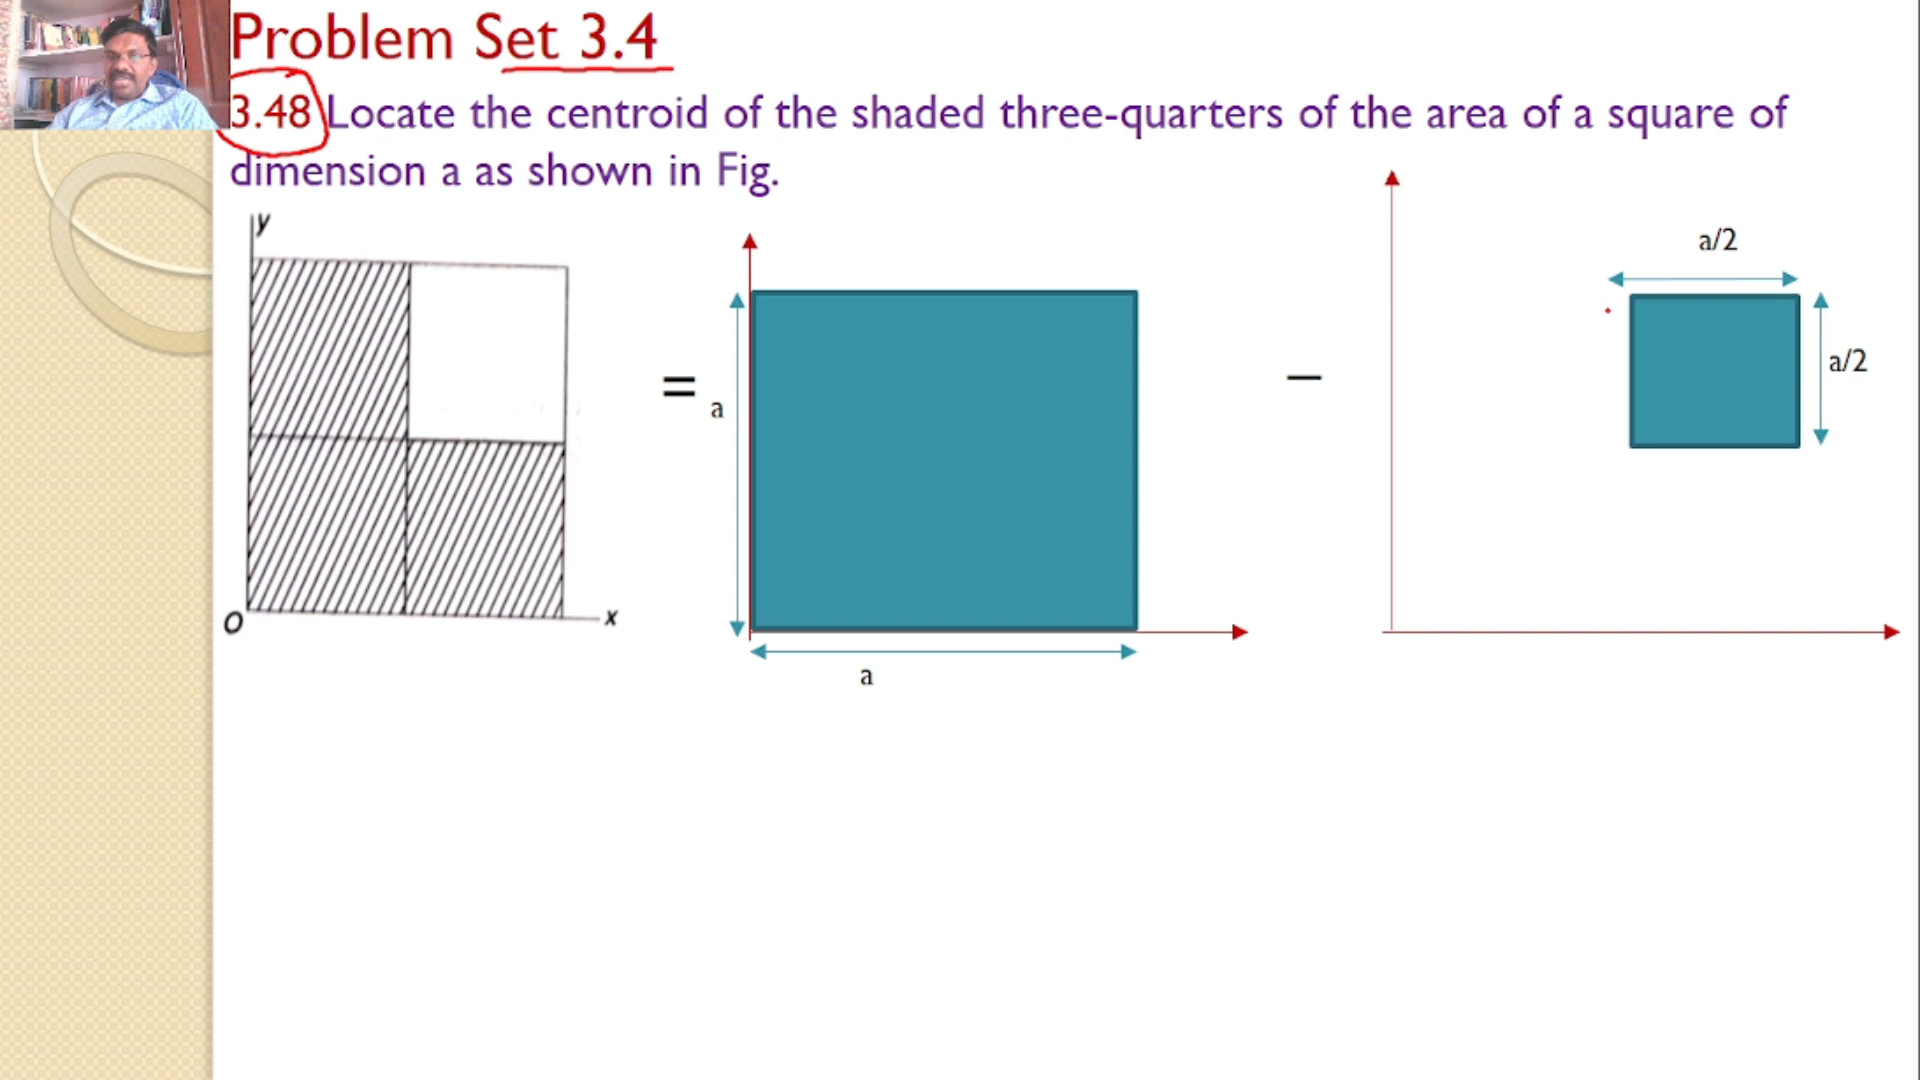 Problem Set 3.4
3.48 Locate the centroid of the shaded three-quarters of the area of a square of
dimension a as shown in Fig.
y
O
x
=
a
a
–
a/2
a/2